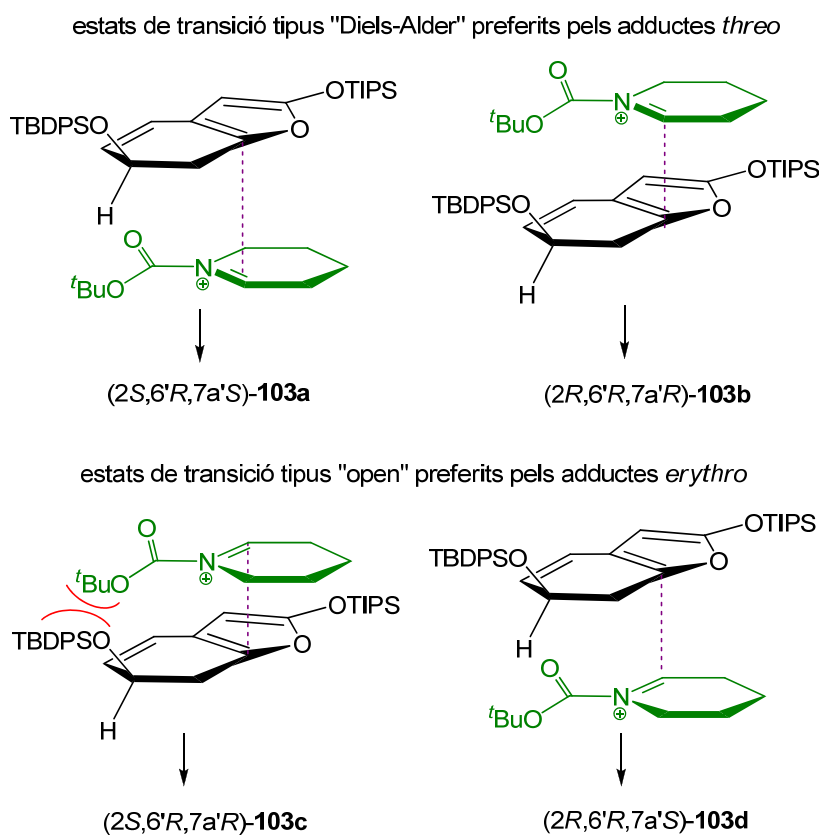 estats de transició tipus "Diels-Alder" preferits pels adductes threo
OTIPS
TBDPSO
O
H
O
tBuO
N
⊕
(2S,6'R,7a'S)-103a
O
tBuO
N
⊕
OTIPS
TBDPSO
O
H
(2R,6'R,7a'R)-103b
estats de transició tipus "open" preferits pels adductes erythro
O
tBuO
N
⊕
OTIPS
TBDPSO
O
H
(2S,6'R,7a'R)-103c
OTIPS
TBDPSO
O
H
O
tBuO
N
⊕
(2R,6'R,7a'S)-103d